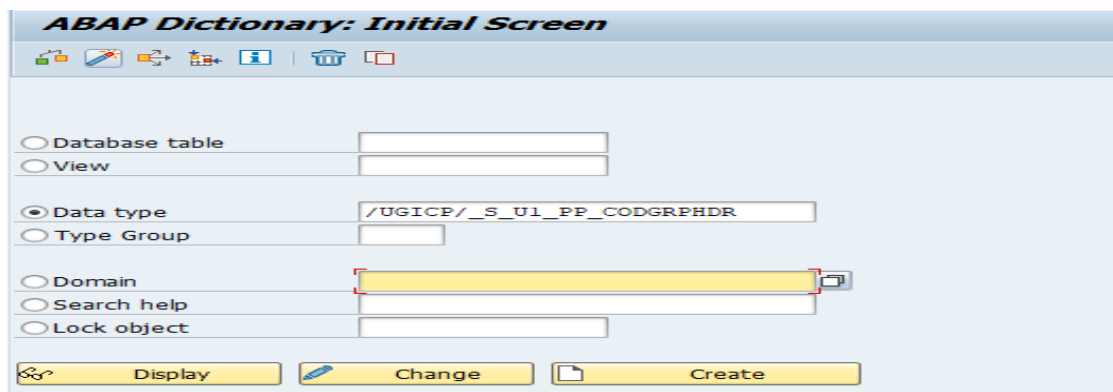 ABAP Dictionary: Initial Screen
Database table
View
Data type /UGICP/_S_U1_PP_CODGRPHDR
Type Group
Domain
Search help
Lock object
Display Change Create